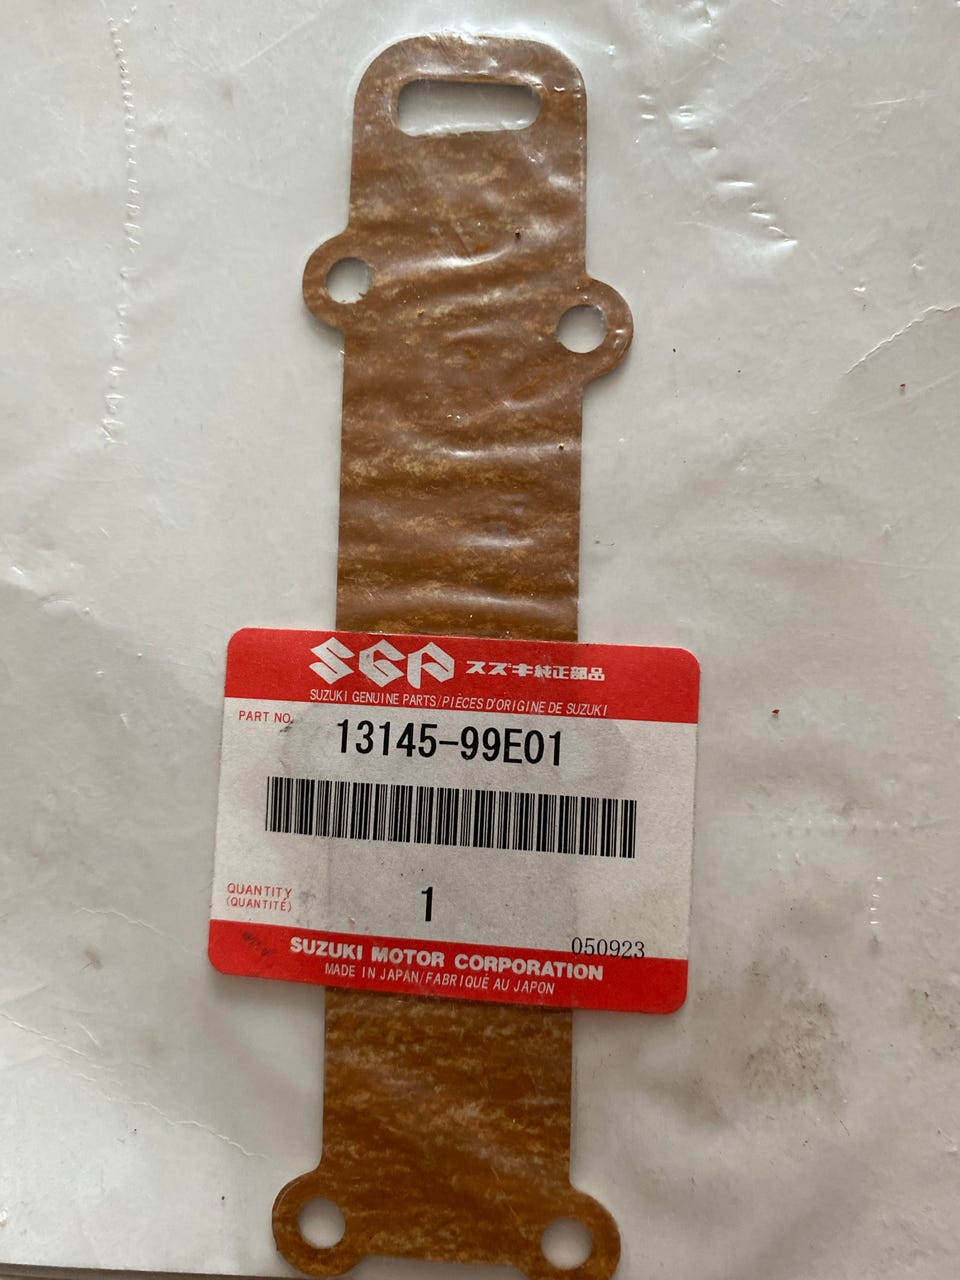 SGP スズキ純正部品
SUZUKI GENUINE PARTS/PIÈCES D'ORIGINE DE SUZUKI
PART NO. 13145-99E01
QUANTITY
(QUANTITÉ)
1
050923
SUZUKI MOTOR CORPORATION
MADE IN JAPAN/FABRIQUÉ AU JAPON